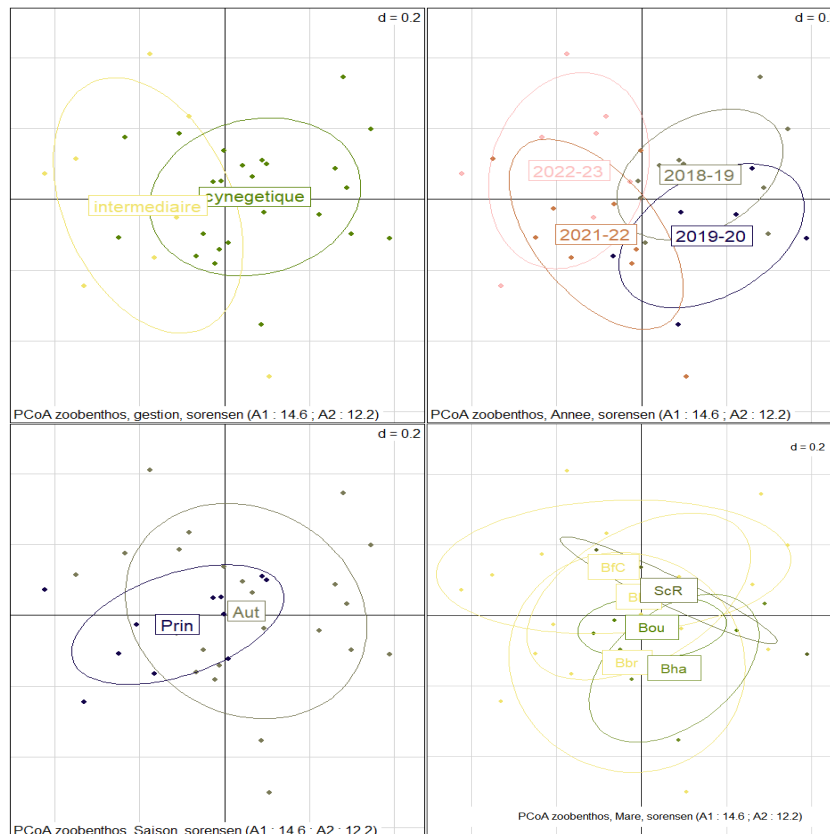 d = 0.2
cynegetique
intermediaire
PCoA zoobenthos, gestion, sorensen (A1 : 14.6 ; A2 : 12.2)
d = 0.
2022-23
2018-19
2021-22
2019-20
PCoA zoobenthos, Annee, sorensen (A1 : 14.6 ; A2 : 12.2)
d = 0.2
Aut
Prin
PCoA zoobenthos, Saison, sorensen (A1 : 14.6 ; A2 : 12.2)
d = 0.2
BfC
ScR
Bou
Bbr
Bha
PCoA zoobenthos, Mare, sorensen (A1 : 14.6 ; A2 : 12.2)